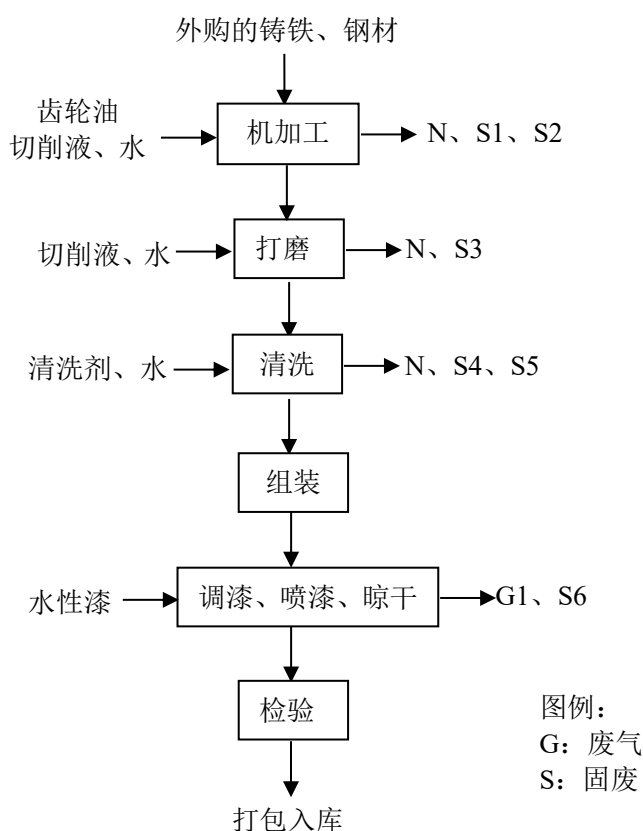 外购的铸铁、钢材
齿轮油
切削液、水
机加工
N、S1、S2
切削液、水
打磨
N、S3
清洗剂、水
清洗
N、S4、S5
组装
水性漆
调漆、喷漆、晾干
G1、S6
检验
图例：
G：废气
S：固废
打包入库